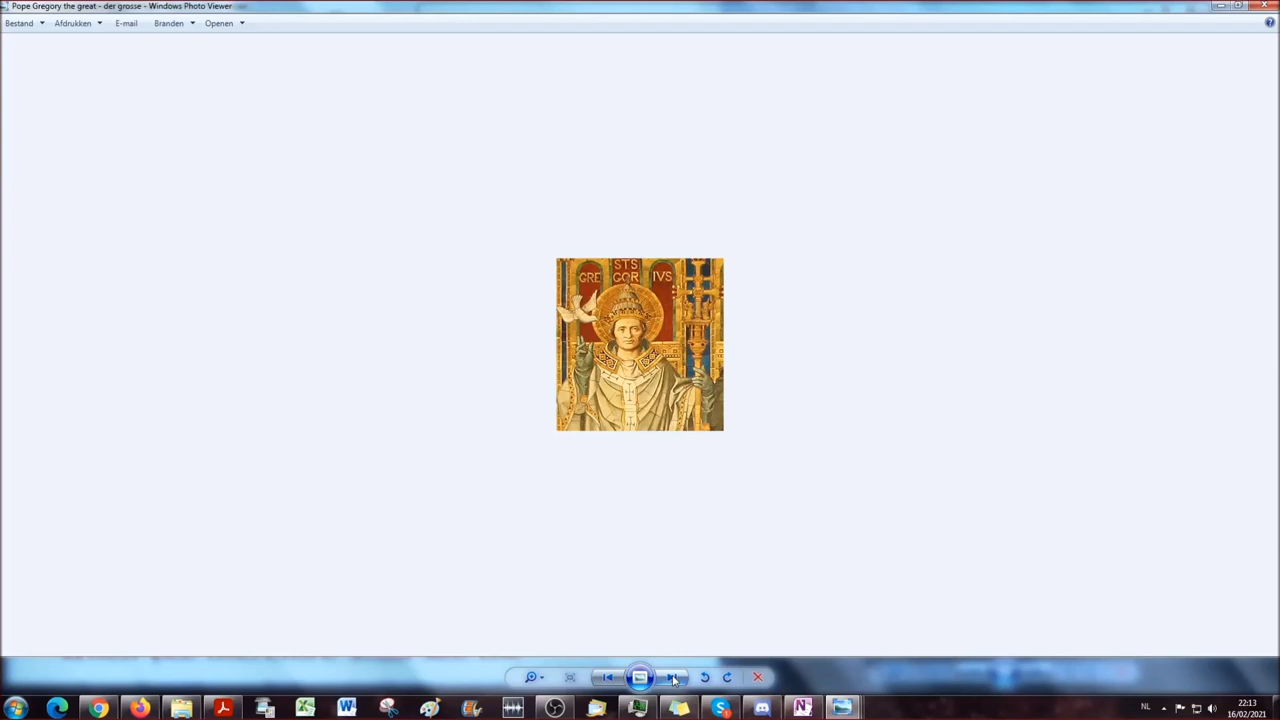 Pope Gregory the great - der grosse - Windows Photo Viewer
Bestand Afdrukken E-mail Branden Openen
STS
GRE GOR IVS
NL 22:13
16/02/2021